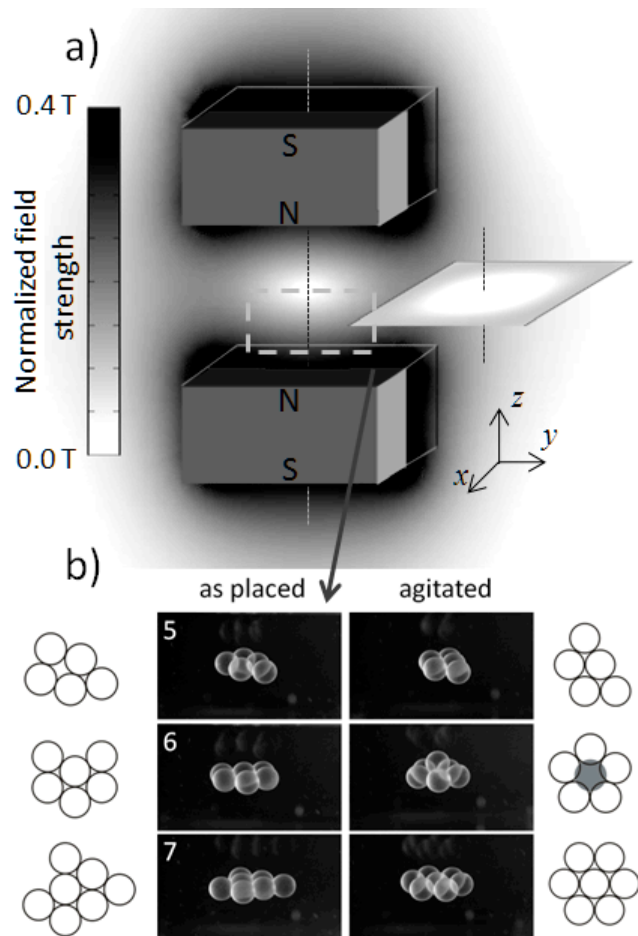 a)
0.4 T
Normalized field
strength
0.0 T
S
N
N
S
z
y
x
b)
as placed
agitated
5
6
7